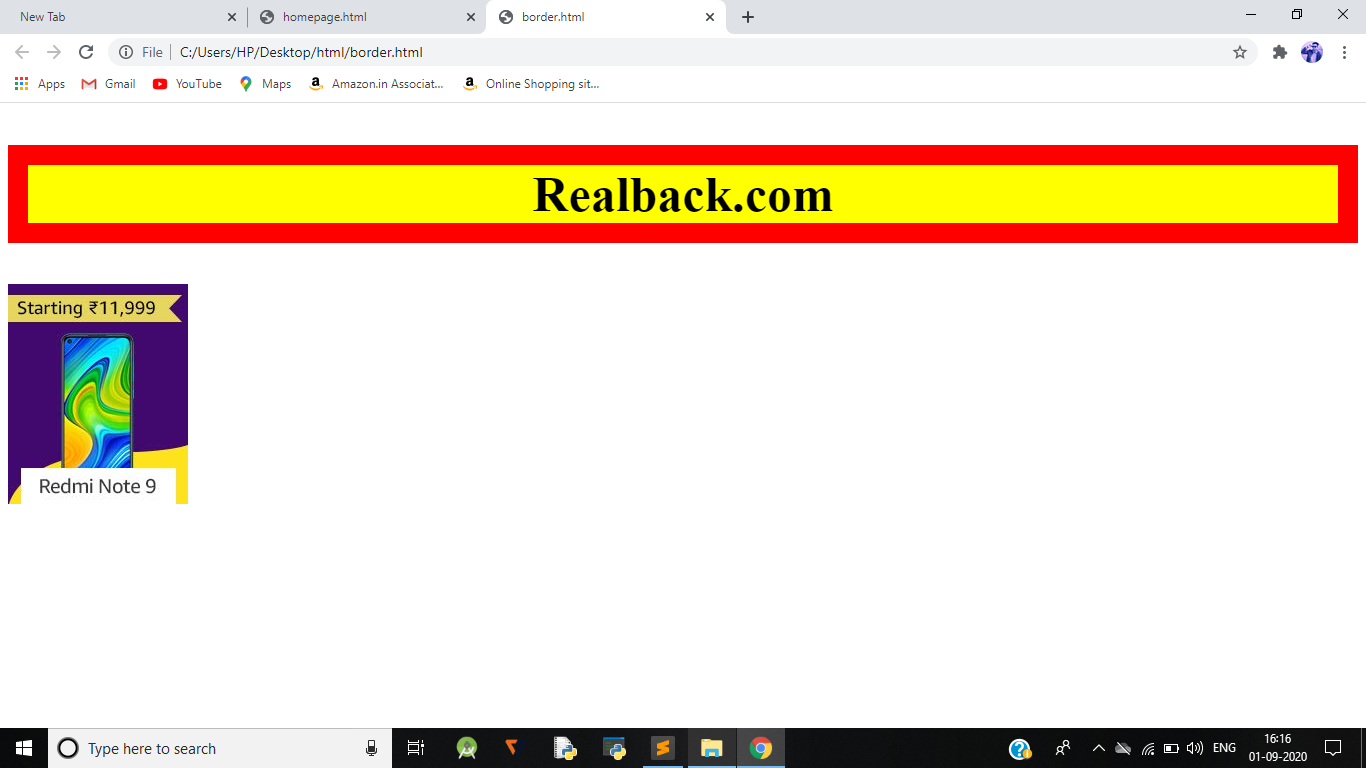 New Tab
homepage.html
border.html
File
C:/Users/HP/Desktop/html/border.html
Apps
Gmail
YouTube
Maps
Amazon.in Associat...
Online Shopping sit...
Realback.com
Starting ₹11,999
Redmi Note 9
Type here to search
ENG
16:16
01-09-2020